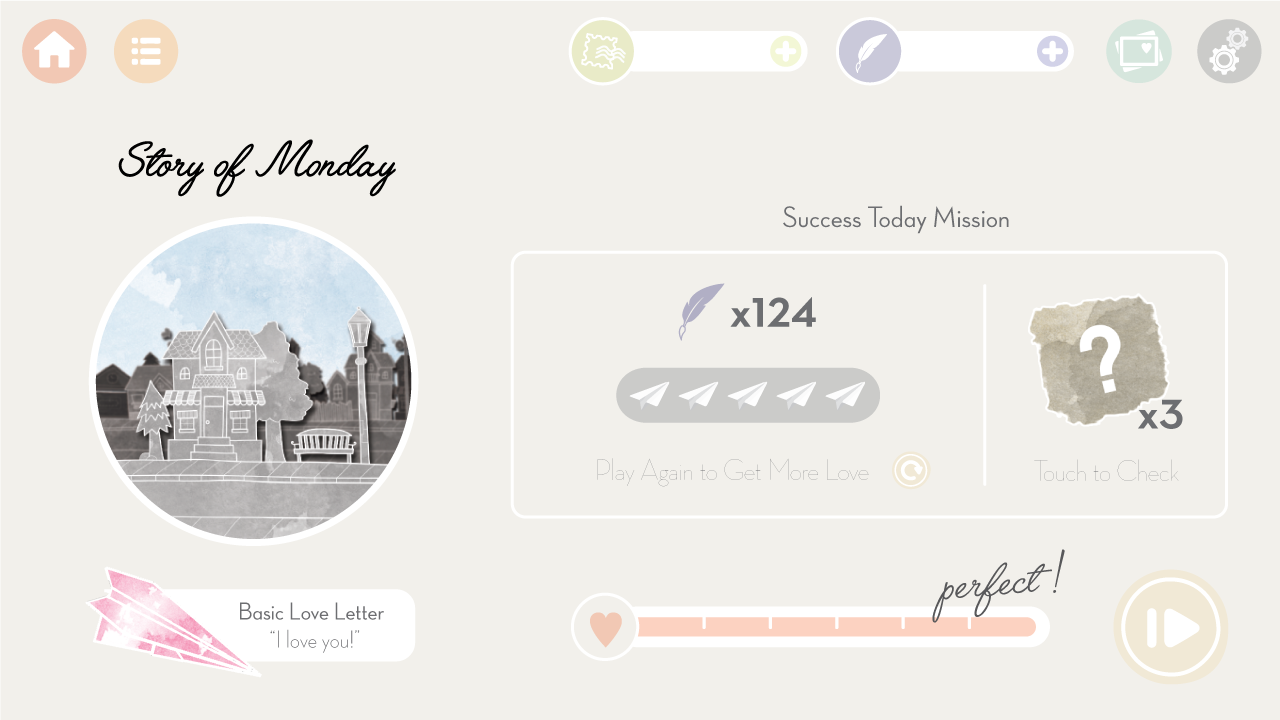 Story of Monday
Success Today Mission
x124
?
x3
Play Again to Get More Love
Touch to Check
perfect !
Basic Love Letter
“I love you!”